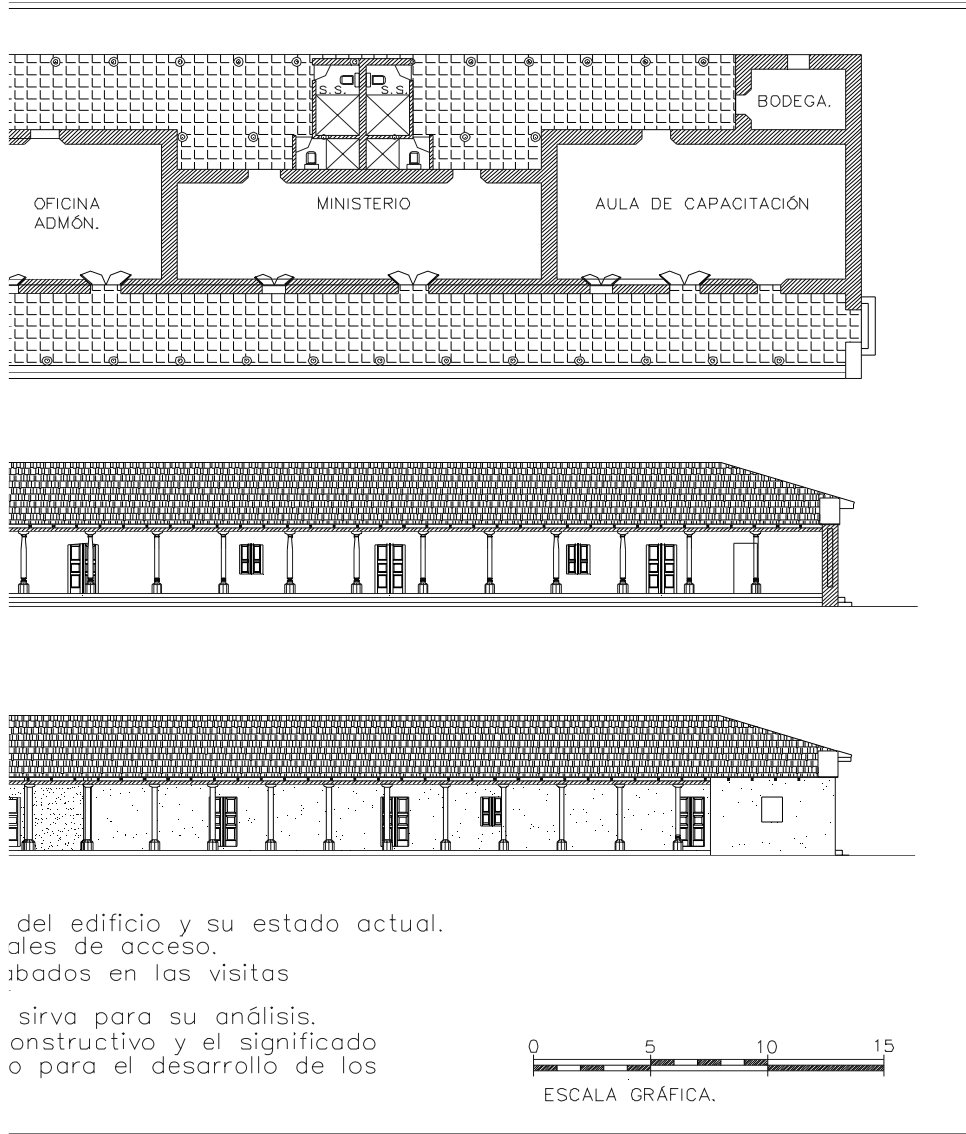 S.S. S.S.
BODEGA.
OFICINA
ADMÓN.
MINISTERIO
AULA DE CAPACITACIÓN
del edificio y su estado actual.
ales de acceso.
abados en las visitas
sirva para su análisis.
onstructivo y el significado
o para el desarrollo de los
0 5 10 15
ESCALA GRÁFICA.